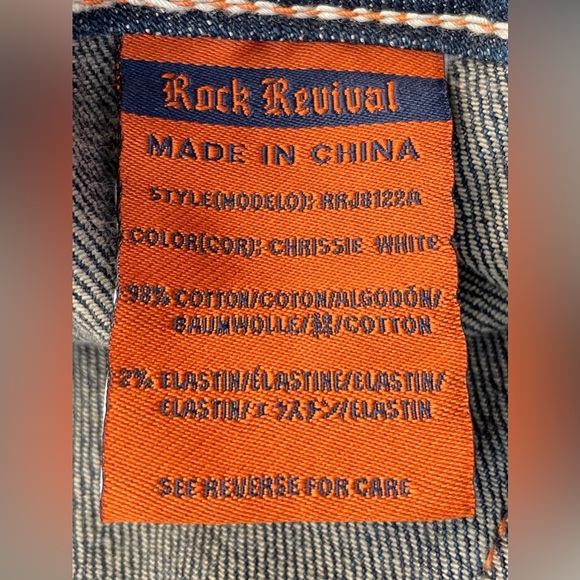 Rock Revival
MADE IN CHINA
STYLE(MODELO): RRJ8122A
COLOR(COR): CHRISSIE WHITE
98% COTTON/COTON/ALGODÓN/
BAUMWOLLE/綿/COTTON
2% ELASTIN/ÉLASTINE/ELASTIN/
ELASTIN/エラスチン/ELASTIN
SEE REVERSE FOR CARE